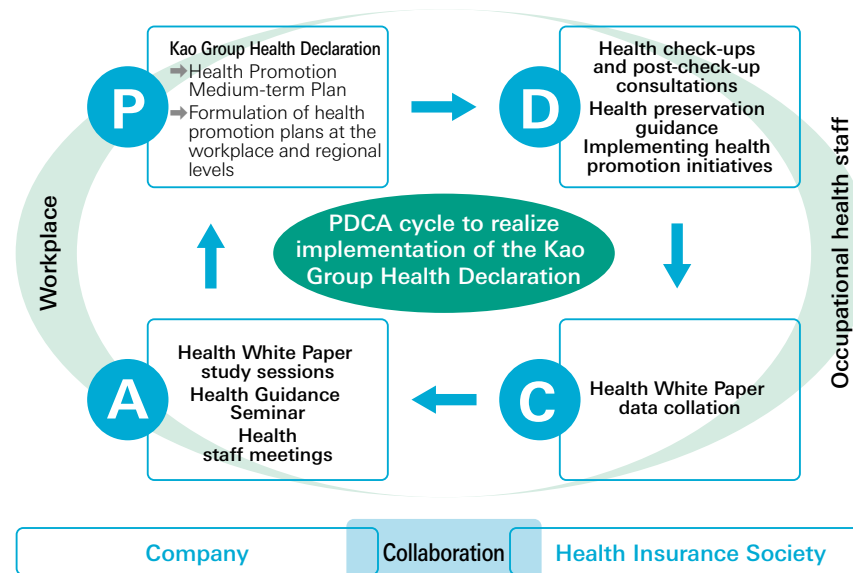 Kao Group Health Declaration
➡Health Promotion
Medium-term Plan
➡Formulation of health
promotion plans at the
workplace and regional
levels
P
Health check-ups
and post-check-up
consultations
Health preservation
guidance
Implementing health
promotion initiatives
D
Workplace
PDCA cycle to realize
implementation of the Kao
Group Health Declaration
Occupational health staff
Health White Paper
study sessions
Health Guidance
Seminar
Health
staff meetings
A
Health White Paper
data collation
C
Company
Collaboration
Health Insurance Society